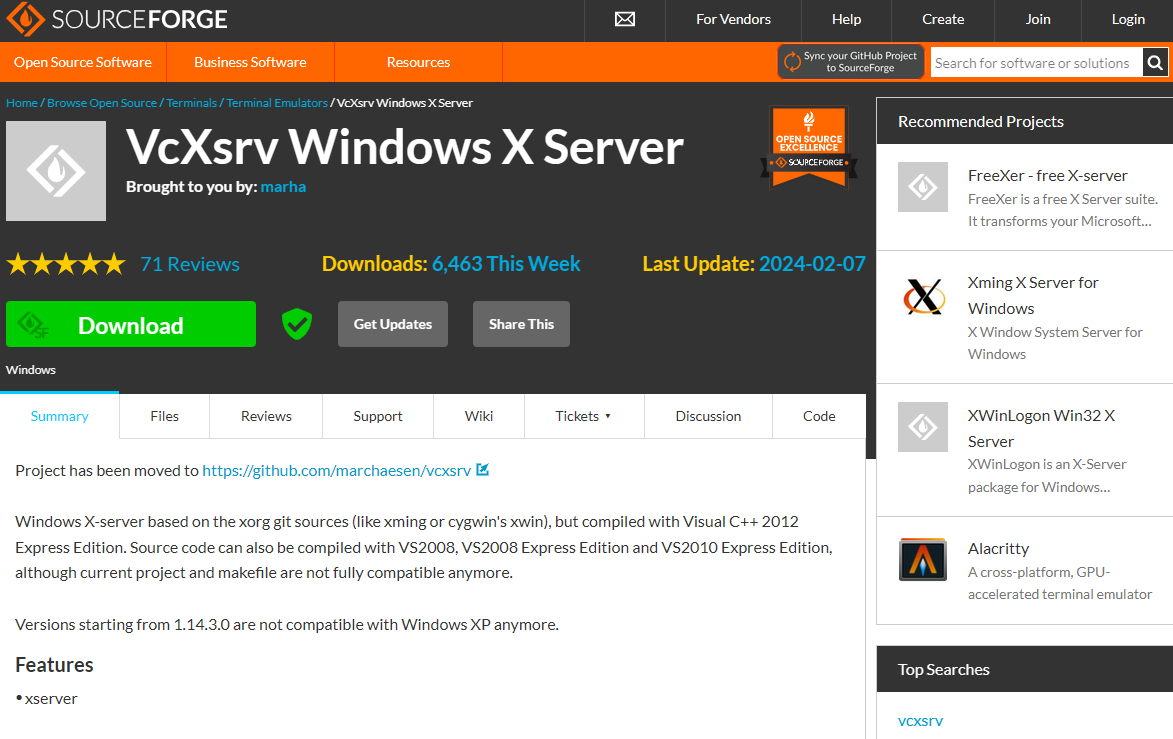 SOURCEFORGE
For Vendors
Help
Create
Join
Login
Open Source Software
Business Software
Resources
Sync your GitHub Project
to SourceForge
Search for software or solutions
Home / Browse Open Source / Terminals / Terminal Emulators / VcXsrv Windows X Server
VcXsrv Windows X Server
Brought to you by: marha
OPEN SOURCE
EXCELLENCE
SOURCEFORGE
71 Reviews
Downloads: 6,463 This Week
Last Update: 2024-02-07
SF
Download
Get Updates
Share This
Windows
Summary
Files
Reviews
Support
Wiki
Tickets ▾
Discussion
Code
Project has been moved to https://github.com/marchaesen/vcxsrv
Windows X-server based on the xorg git sources (like xming or cygwin's xwin), but compiled with Visual C++ 2012
Express Edition. Source code can also be compiled with VS2008, VS2008 Express Edition and VS2010 Express Edition,
although current project and makefile are not fully compatible anymore.
Versions starting from 1.14.3.0 are not compatible with Windows XP anymore.
Features
• xserver
Recommended Projects
FreeXer - free X-server
FreeXer is a free X Server suite.
It transforms your Microsoft...
Xming X Server for
Windows
X Window System Server for
Windows
XWinLogon Win32 X
Server
XWinLogon is an X-Server
package for Windows...
Alacritty
A cross-platform, GPU-
accelerated terminal emulator
Top Searches
vcxsrv